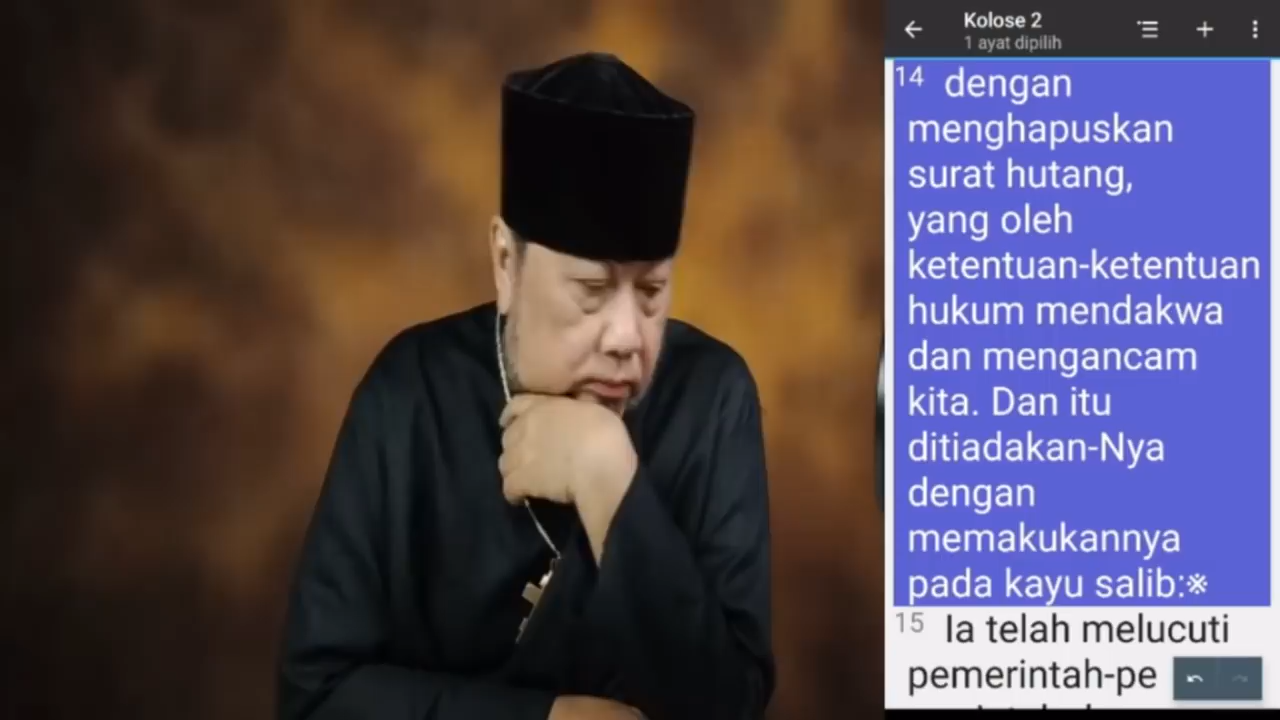 Kolose 2
1 ayat dipilih
14 dengan
menghapuskan
surat hutang,
yang oleh
ketentuan-ketentuan
hukum mendakwa
dan mengancam
kita. Dan itu
ditiadakan-Nya
dengan
memakukannya
pada kayu salib:※
15 Ia telah melucuti
pemerintah-pe